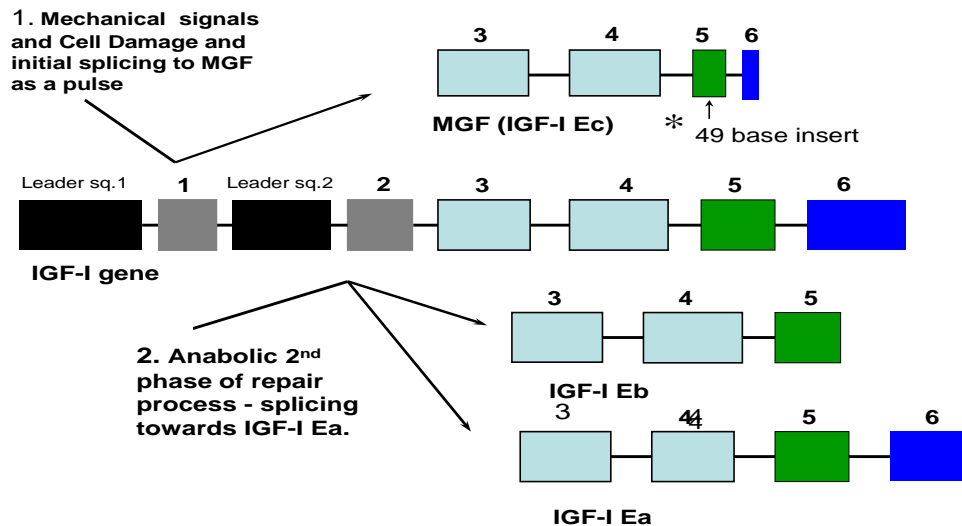 1. Mechanical signals
and Cell Damage and
initial splicing to MGF
as a pulse
3 4 5 6
MGF (IGF-I Ec)
*
↑
49 base insert
Leader sq.1 1 Leader sq.2 2 3 4 5 6
IGF-I gene
3 4 5
IGF-I Eb
2. Anabolic 2nd
phase of repair
process - splicing
towards IGF-I Ea.
3 4 4 5 6
IGF-I Ea